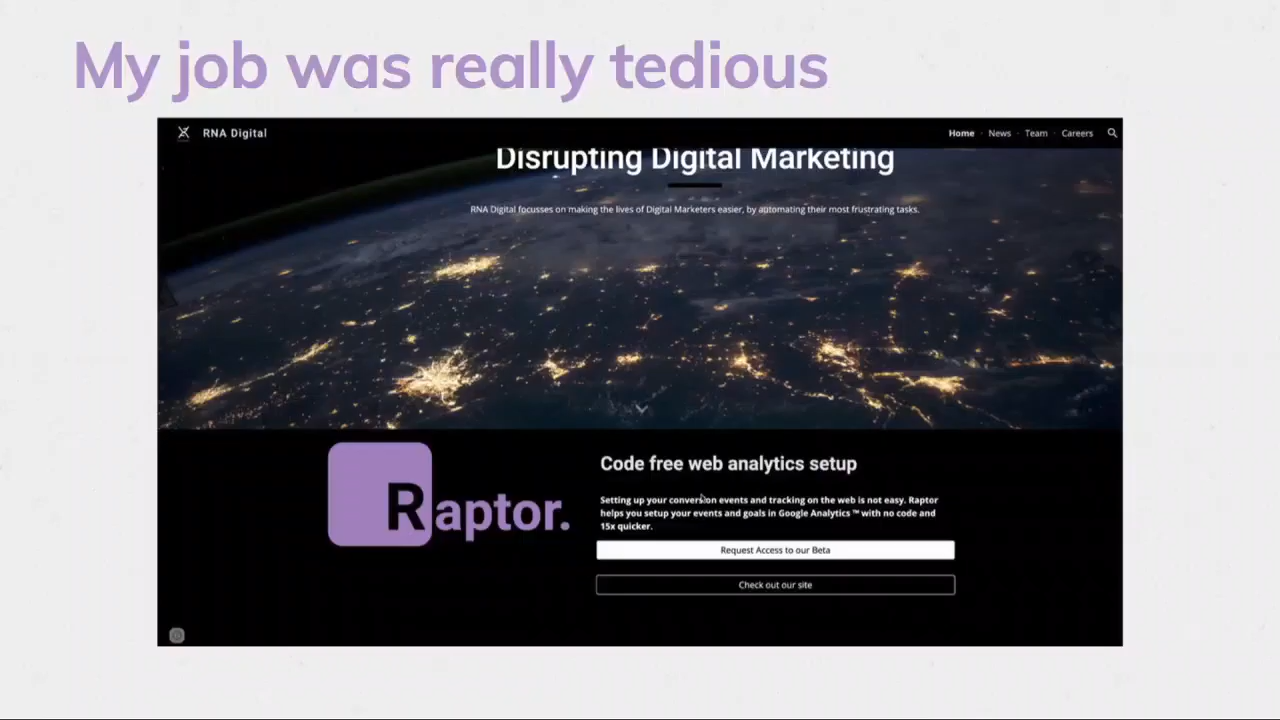 My job was really tedious
RNA Digital
Home · News · Team · Careers
Disrupting Digital Marketing
RNA Digital focusses on making the lives of Digital Marketers easier, by automating their most frustrating tasks.
Raptor.
Code free web analytics setup
Setting up your conversion events and tracking on the web is not easy. Raptor
helps you setup your events and goals in Google Analytics ™ with no code and
15x quicker.
Request Access to our Beta
Check out our site